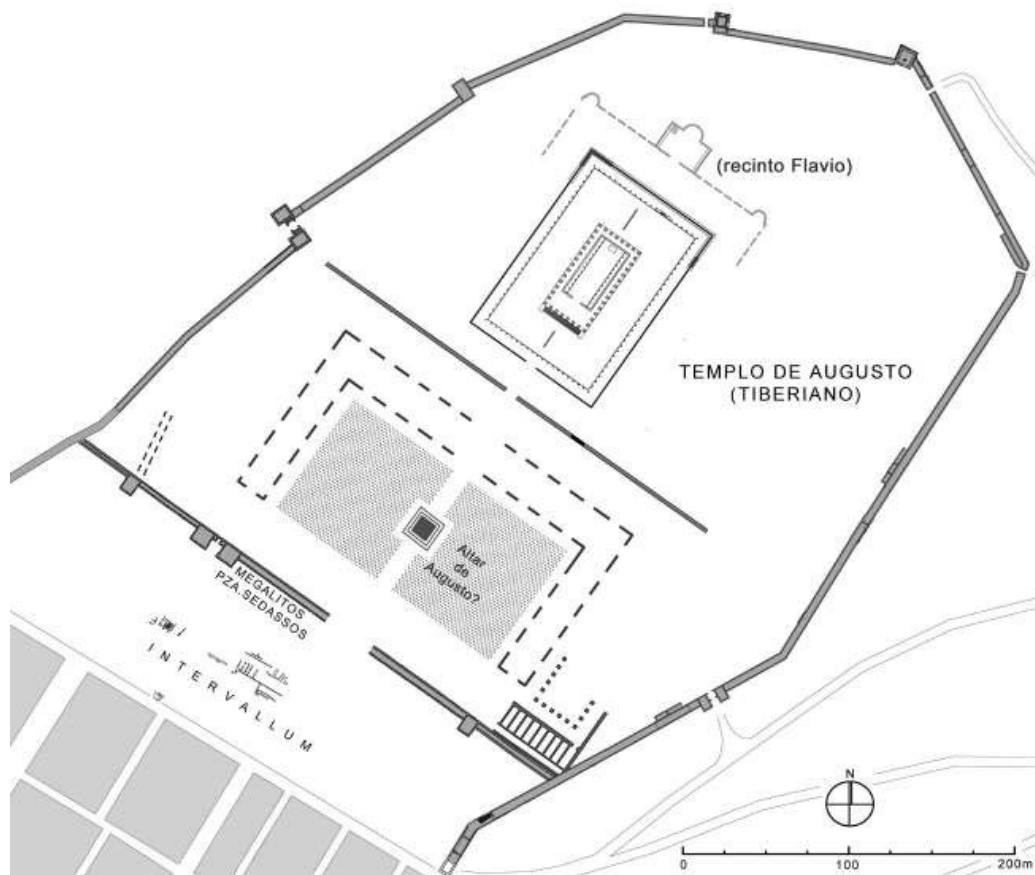 (recinto Flavio)
TEMPLO DE AUGUSTO
(TIBERIANO)
Altar
de
Augusto?
MEGALITOS
PZA.SEDASSOS
INTERVALLUM
N
0 100 200m